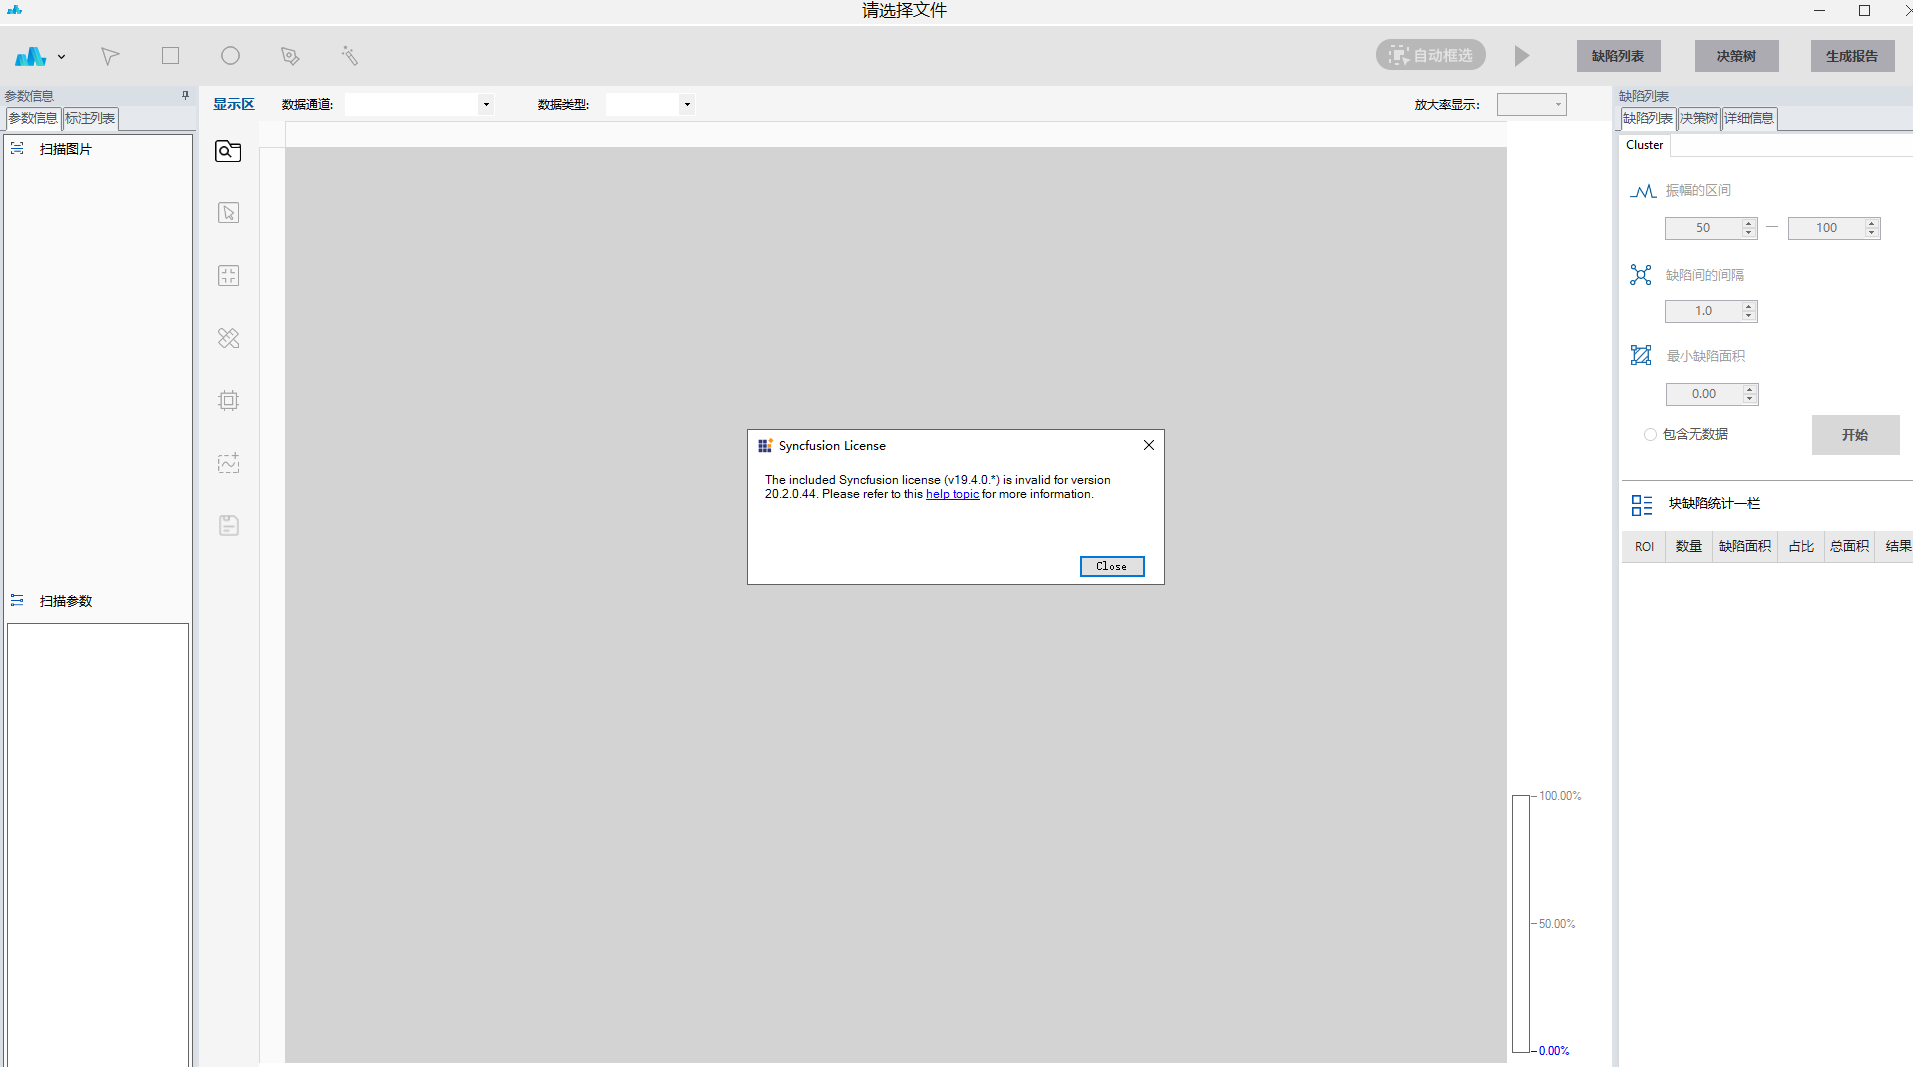 请选择文件
自动框选
缺陷列表
决策树
生成报告
参数信息
参数信息 标注列表
扫描图片
扫描参数
显示区 数据通道: 数据类型: 放大率显示:
Syncfusion License
The included Syncfusion license (v19.4.0.*) is invalid for version
20.2.0.44. Please refer to this help topic for more information.
Close
100.00%
50.00%
0.00%
缺陷列表
缺陷列表 决策树 详细信息
Cluster
振幅的区间
50 — 100
缺陷间的间隔
1.0
最小缺陷面积
0.00
包含无数据 开始
块缺陷统计一栏
ROI 数量 缺陷面积 占比 总面积 结果